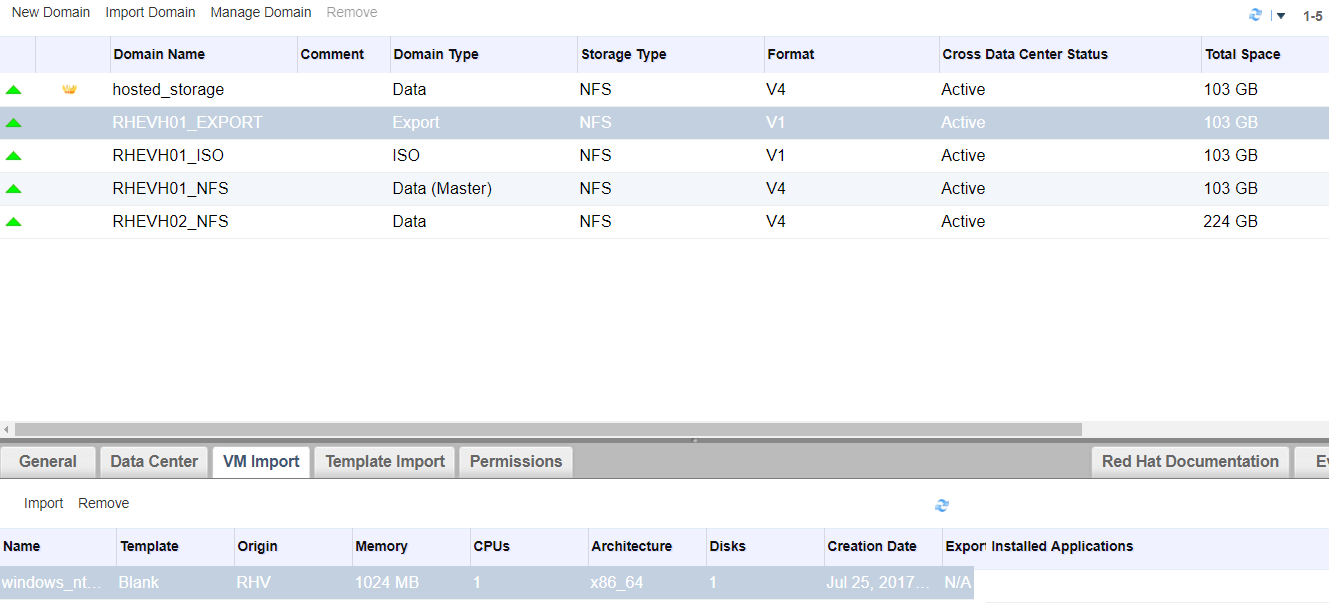 New Domain Import Domain Manage Domain Remove 1-5
Domain Name Comment Domain Type Storage Type Format Cross Data Center Status Total Space
hosted_storage Data NFS V4 Active 103 GB
RHEVH01_EXPORT Export NFS V1 Active 103 GB
RHEVH01_ISO ISO NFS V1 Active 103 GB
RHEVH01_NFS Data (Master) NFS V4 Active 103 GB
RHEVH02_NFS Data NFS V4 Active 224 GB
General Data Center VM Import Template Import Permissions Red Hat Documentation Ev
Import Remove
Name Template Origin Memory CPUs Architecture Disks Creation Date Export Installed Applications
windows_nt... Blank RHV 1024 MB 1 x86_64 1 Jul 25, 2017... N/A